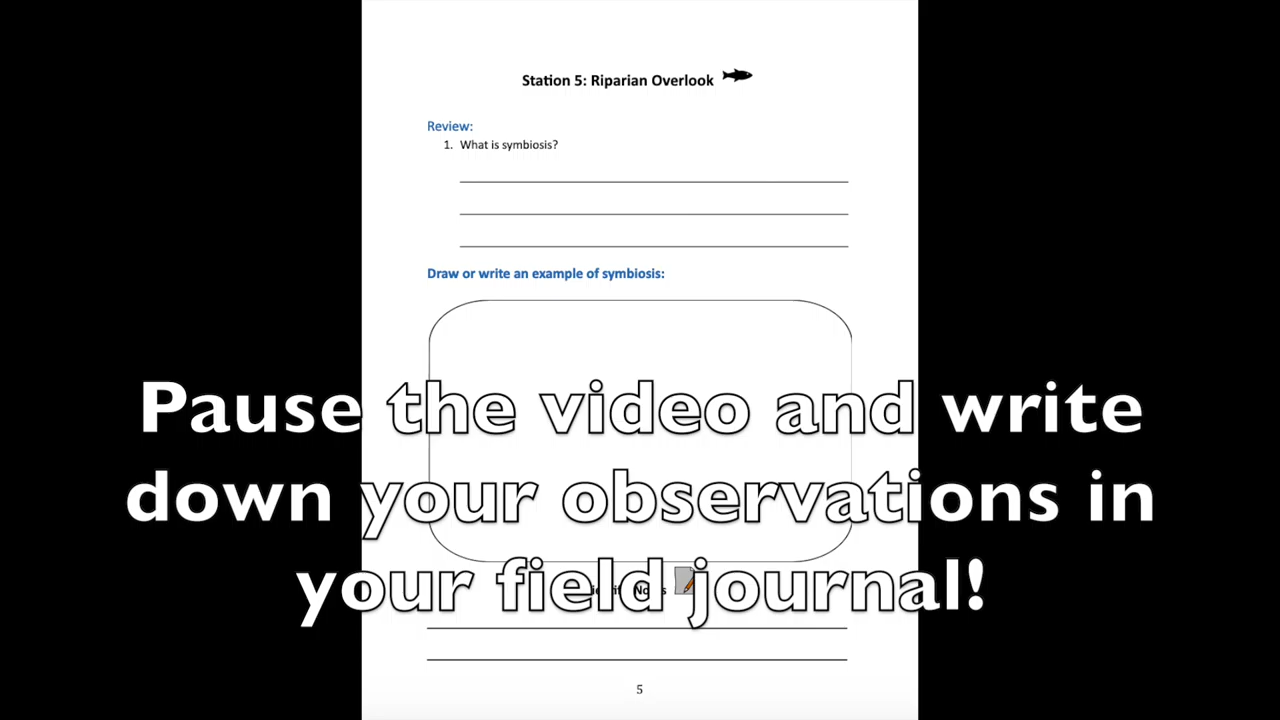 Station 5: Riparian Overlook
Review:
1. What is symbiosis?
Draw or write an example of symbiosis:
Pause the video and write
down your observations in
your field journal!
5